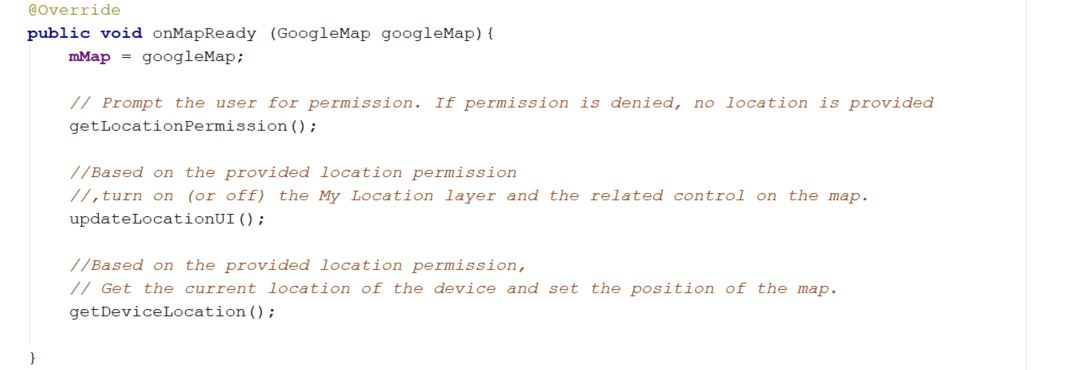 @Override
public void onMapReady (GoogleMap googleMap){
mMap = googleMap;
// Prompt the user for permission. If permission is denied, no location is provided
getLocationPermission();
//Based on the provided location permission
//,turn on (or off) the My Location layer and the related control on the map.
updateLocationUI();
//Based on the provided location permission,
// Get the current location of the device and set the position of the map.
getDeviceLocation();
}